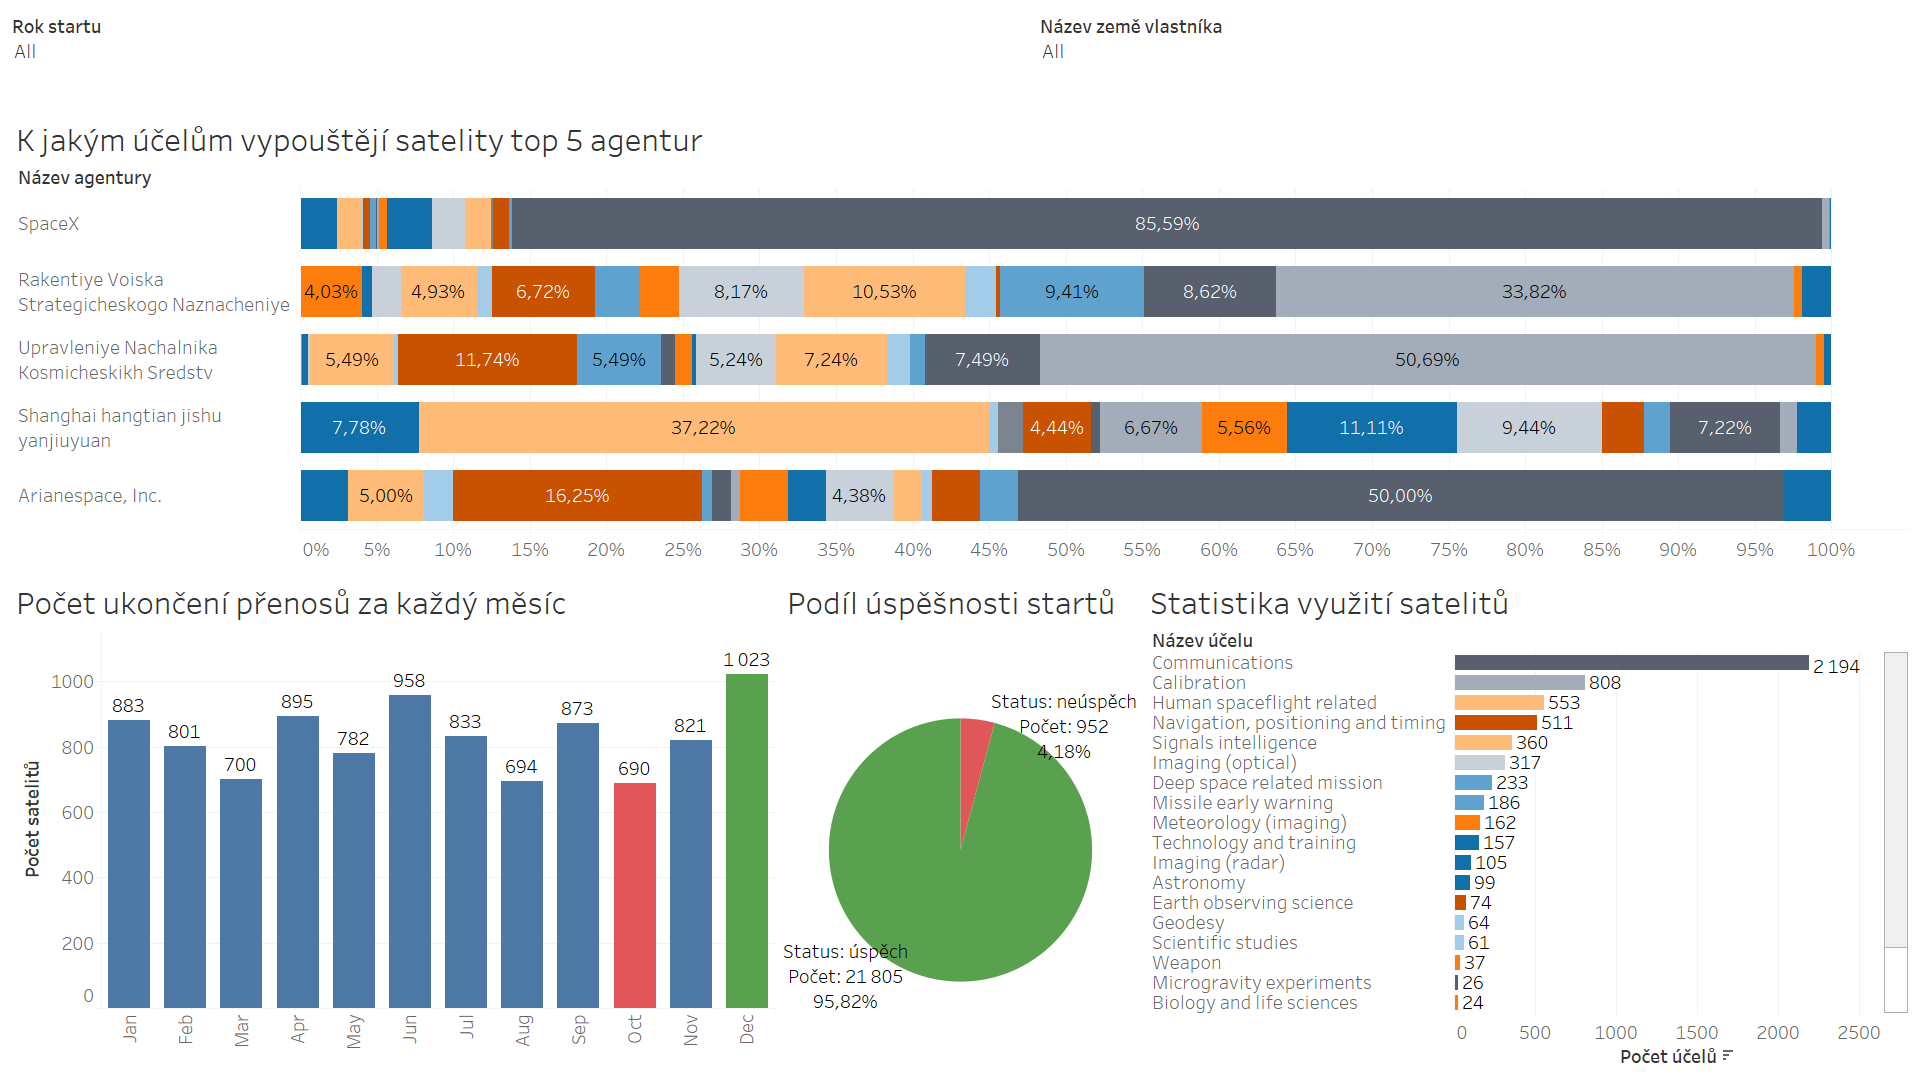 Rok startu
All
Název země vlastníka
All
K jakým účelům vypouštějí satelity top 5 agentur
Název agentury
SpaceX
85,59%
Rakentiye Voiska
Strategicheskogo Naznacheniye
4,03% 4,93% 6,72% 8,17% 10,53% 9,41% 8,62% 33,82%
Upravleniye Nachalnika
Kosmicheskikh Sredstv
5,49% 11,74% 5,49% 5,24% 7,24% 7,49% 50,69%
Shanghai hangtian jishu
yanjiuyuan
7,78% 37,22% 4,44% 6,67% 5,56% 11,11% 9,44% 7,22%
Arianespace, Inc.
5,00% 16,25% 4,38% 50,00%
0% 5% 10% 15% 20% 25% 30% 35% 40% 45% 50% 55% 60% 65% 70% 75% 80% 85% 90% 95% 100%
Počet ukončení přenosů za každý měsíc
Počet satelitů
1000
800
600
400
200
0
883 801 700 895 782 958 833 694 873 690 821 1 023
Jan Feb Mar Apr May Jun Jul Aug Sep Oct Nov Dec
Podíl úspěšnosti startů
Status: neúspěch
Počet: 952
4,18%
Status: úspěch
Počet: 21 805
95,82%
Statistika využití satelitů
Název účelu
Communications 2 194
Calibration 808
Human spaceflight related 553
Navigation, positioning and timing 511
Signals intelligence 360
Imaging (optical) 317
Deep space related mission 233
Missile early warning 186
Meteorology (imaging) 162
Technology and training 157
Imaging (radar) 105
Astronomy 99
Earth observing science 74
Geodesy 64
Scientific studies 61
Weapon 37
Microgravity experiments 26
Biology and life sciences 24
0 500 1000 1500 2000 2500
Počet účelů